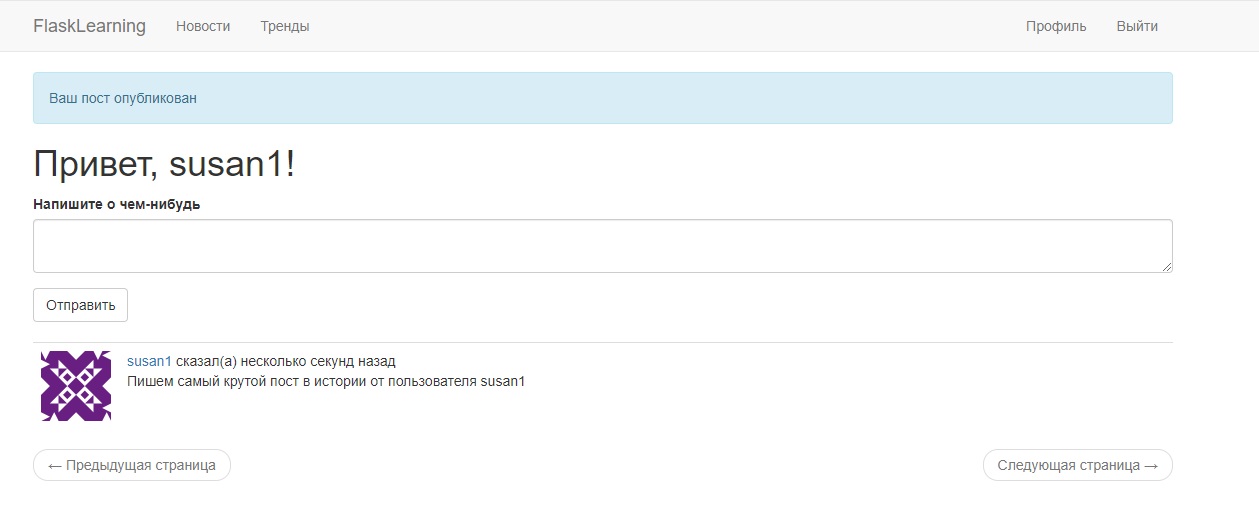 FlaskLearning Новости Тренды Профиль Выйти
Ваш пост опубликован
Привет, susan1!
Напишите о чем-нибудь
Отправить
susan1 сказал(а) несколько секунд назад
Пишем самый крутой пост в истории от пользователя susan1
← Предыдущая страница Следующая страница →